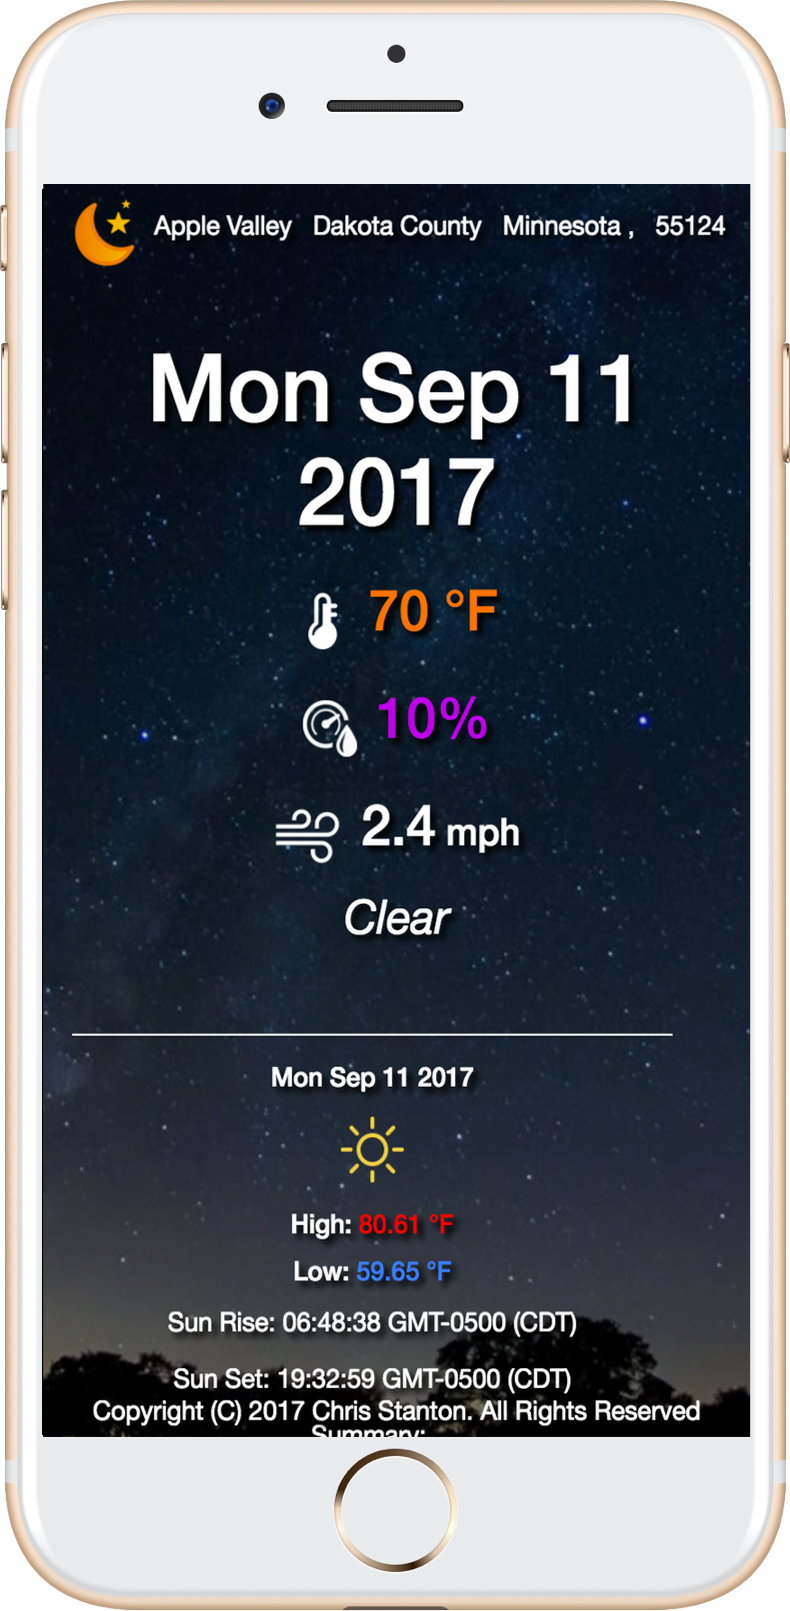 Apple Valley Dakota County Minnesota , 55124
Mon Sep 11
2017
70 °F
10%
2.4 mph
Clear
Mon Sep 11 2017
High: 80.61 °F
Low: 59.65 °F
Sun Rise: 06:48:38 GMT-0500 (CDT)
Sun Set: 19:32:59 GMT-0500 (CDT)
Copyright (C) 2017 Chris Stanton. All Rights Reserved
Summary: